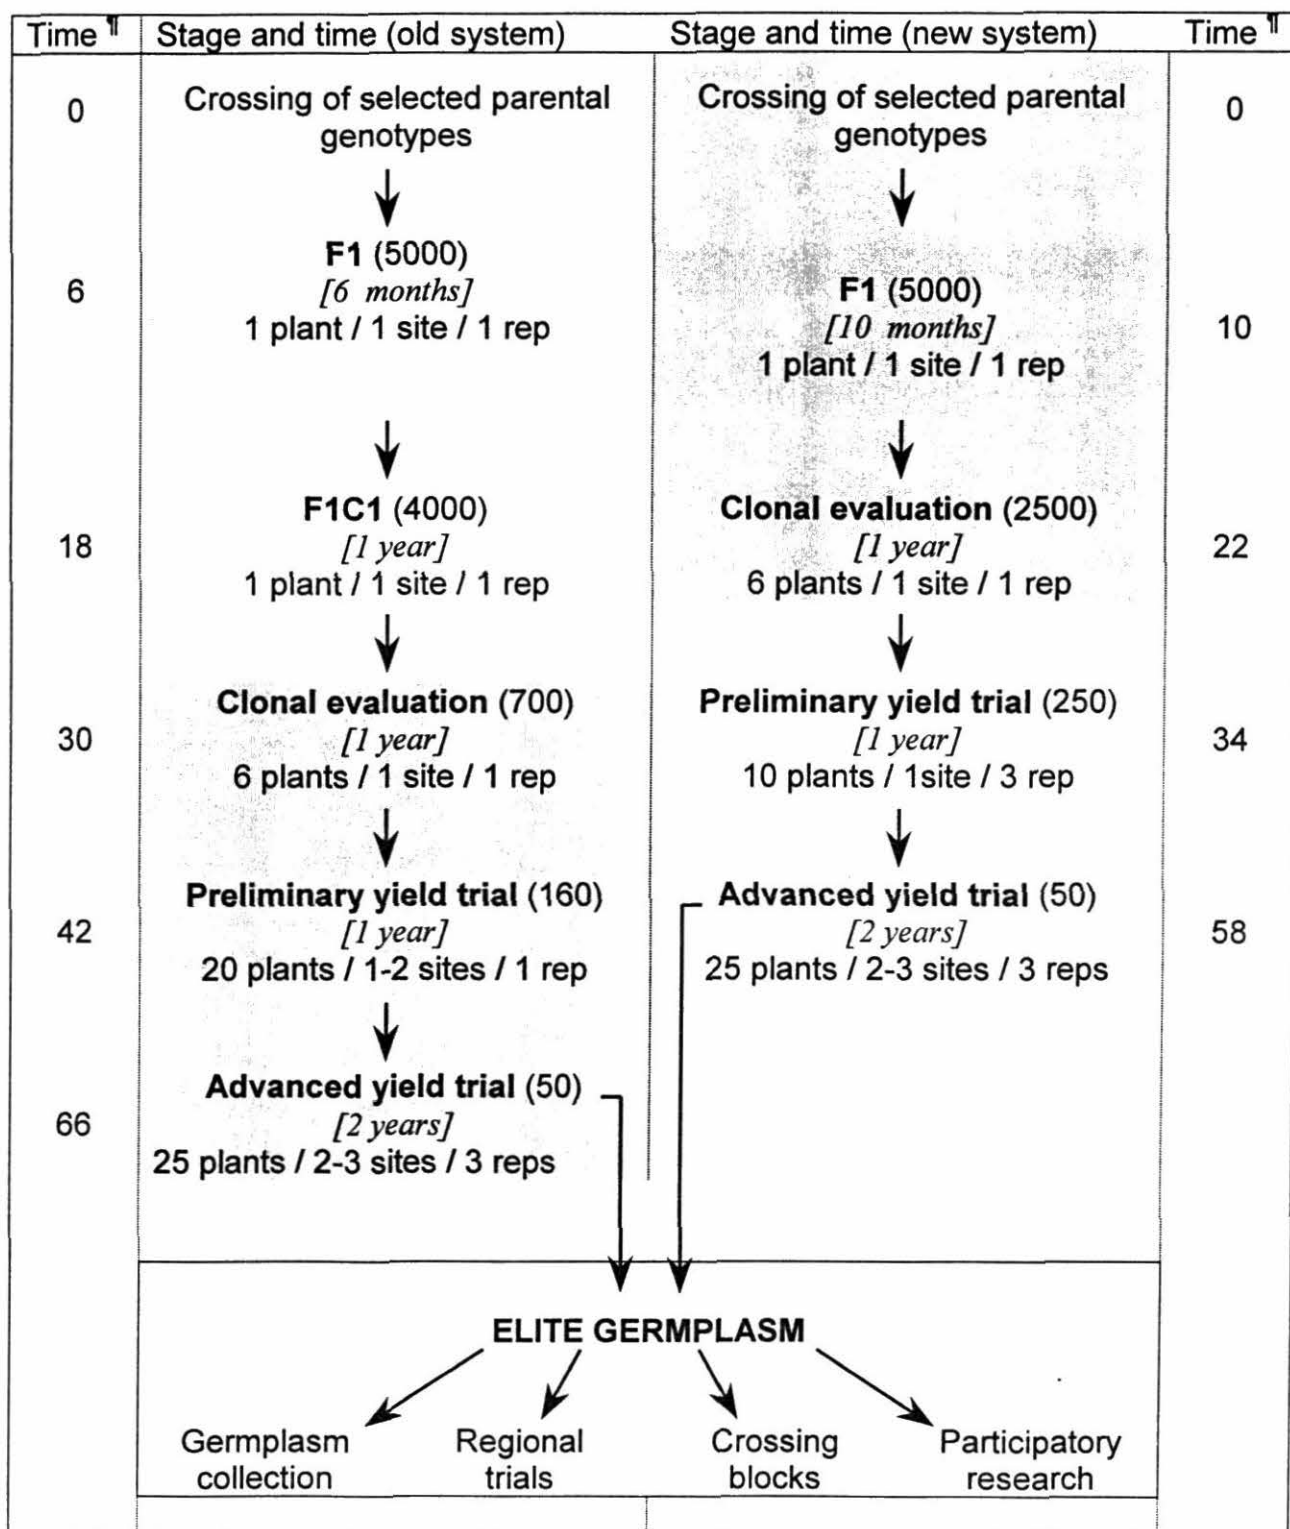 Time ¶ Stage and time (old system) Stage and time (new system) Time ¶
0
Crossing of selected parental
genotypes
Crossing of selected parental
genotypes
0
6
F1 (5000)
[6 months]
1 plant / 1 site / 1 rep
F1 (5000)
[10 months]
1 plant / 1 site / 1 rep
10
18
F1C1 (4000)
[1 year]
1 plant / 1 site / 1 rep
Clonal evaluation (2500)
[1 year]
6 plants / 1 site / 1 rep
22
30
Clonal evaluation (700)
[1 year]
6 plants / 1 site / 1 rep
Preliminary yield trial (250)
[1 year]
10 plants / 1site / 3 rep
34
42
Preliminary yield trial (160)
[1 year]
20 plants / 1-2 sites / 1 rep
Advanced yield trial (50)
[2 years]
25 plants / 2-3 sites / 3 reps
58
66
Advanced yield trial (50)
[2 years]
25 plants / 2-3 sites / 3 reps
ELITE GERMPLASM
Germplasm
collection
Regional
trials
Crossing
blocks
Participatory
research